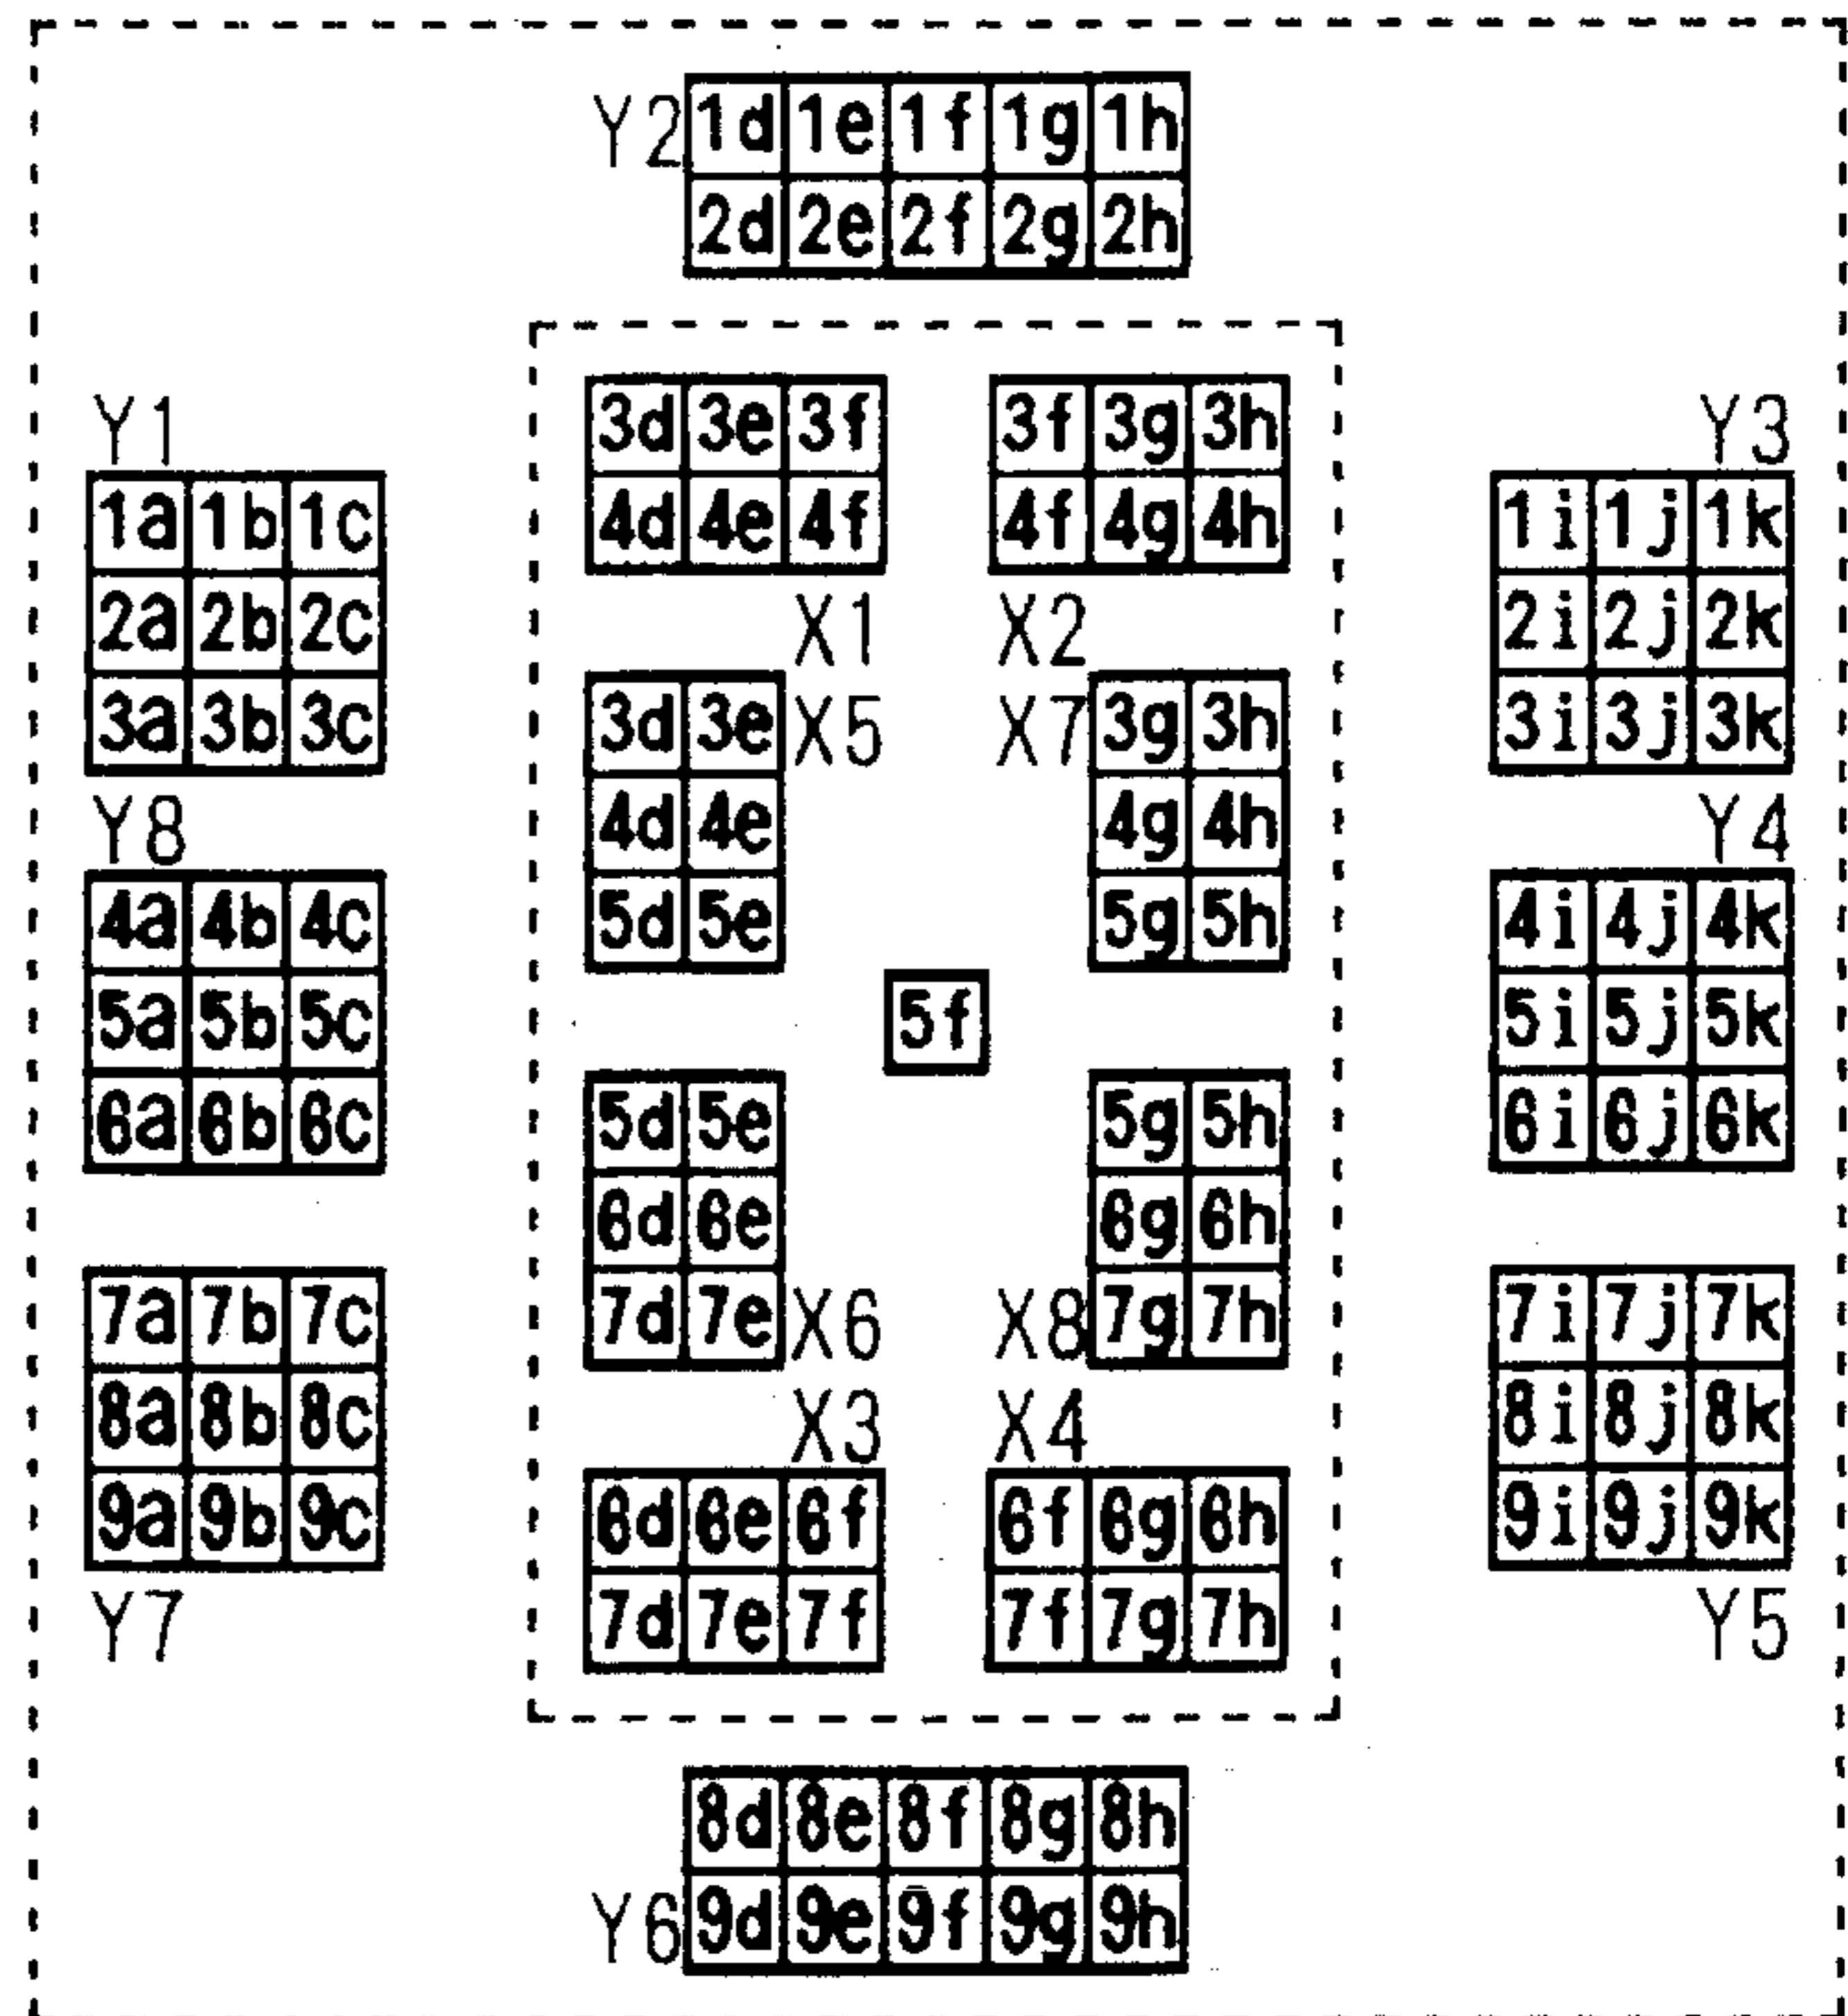 Y2 1d 1e 1f 1g 1h
2d 2e 2f 2g 2h
Y1
1a 1b 1c
2a 2b 2c
3a 3b 3c
Y8
4a 4b 4c
5a 5b 5c
6a 6b 6c
7a 7b 7c
8a 8b 8c
9a 9b 9c
Y7
3d 3e 3f
4d 4e 4f
X1
3f 3g 3h
4f 4g 4h
X2
3d 3e X5
4d 4e
5d 5e
X7 3g 3h
4g 4h
5g 5h
5f
5d 5e
6d 6e
7d 7e X6
5g 5h
6g 6h
X8 7g 7h
X3
6d 6e 6f
7d 7e 7f
X4
6f 6g 6h
7f 7g 7h
Y3
1i 1j 1k
2i 2j 2k
3i 3j 3k
Y4
4i 4j 4k
5i 5j 5k
6i 6j 6k
7i 7j 7k
8i 8j 8k
9i 9j 9k
Y5
8d 8e 8f 8g 8h
Y6 9d 9e 9f 9g 9h